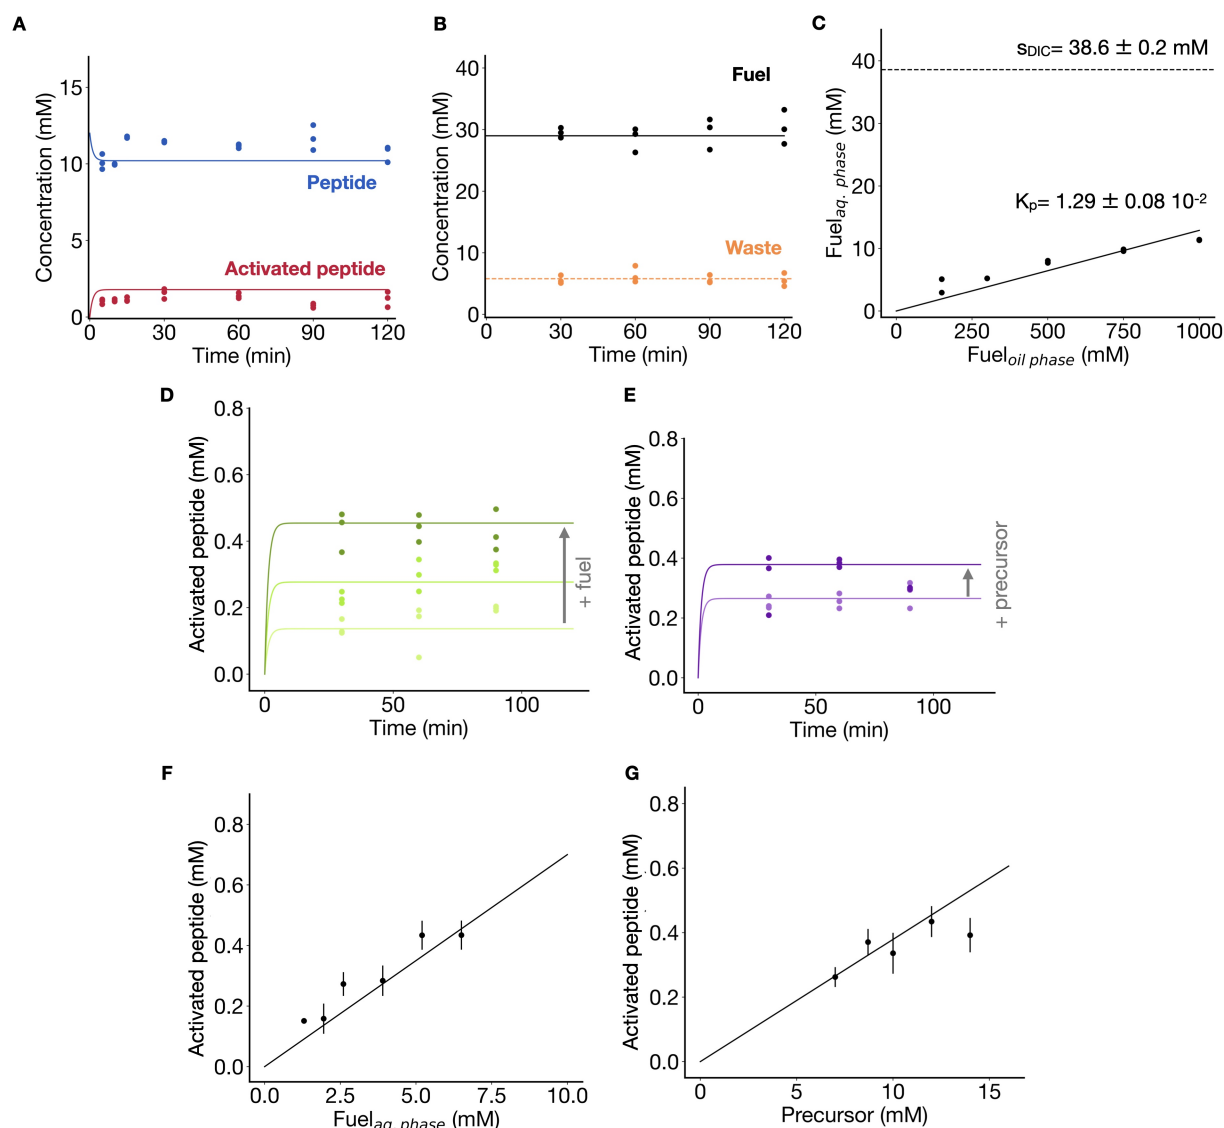 A
Concentration (mM)
15
10
5
0
Peptide
Activated peptide
0
30
60
90
120
Time (min)
B
Concentration (mM)
40
30
20
10
0
Fuel
Waste
0
30
60
90
120
Time (min)
C
Fuel aq. phase (mM)
40
30
20
10
0
sDIC= 38.6 ± 0.2 mM
Kp= 1.29 ± 0.08 10-2
0
250
500
750
1000
Fuel oil phase (mM)
D
Activated peptide (mM)
0.8
0.6
0.4
0.2
0.0
+ fuel
0
50
100
Time (min)
E
Activated peptide (mM)
0.8
0.6
0.4
0.2
0.0
+ precursor
0
50
100
Time (min)
F
Activated peptide (mM)
0.8
0.6
0.4
0.2
0.0
0.0
2.5
5.0
7.5
10.0
Fuel aq. phase (mM)
G
Activated peptide (mM)
0.8
0.6
0.4
0.2
0.0
0
5
10
15
Precursor (mM)